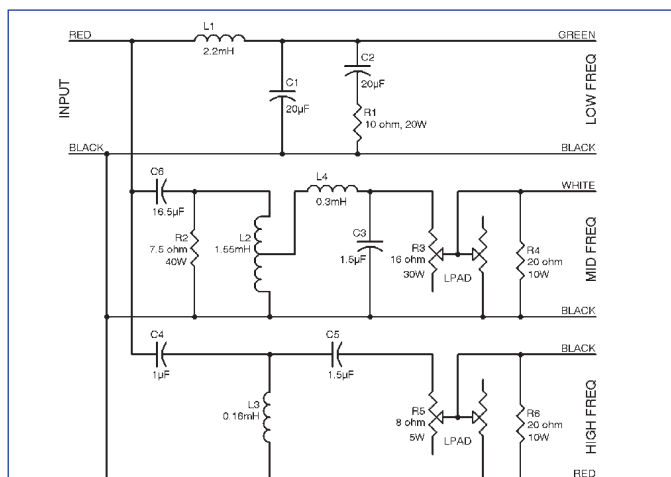 L1
RED
GREEN
2.2mH
C2
C1
20µF
20µF
R1
10 ohm, 20W
INPUT
LOW FREQ
BLACK
BLACK
C6
L4
WHITE
16.5µF
0.3mH
R2
7.5 ohm
40W
L2
1.55mH
C3
1.5µF
R3
16 ohm
30W
LPAD
R4
20 ohm
10W
MID FREQ
BLACK
C4
C5
BLACK
1µF
1.5µF
L3
0.16mH
R5
8 ohm
5W
LPAD
R6
20 ohm
10W
HIGH FREQ
RED